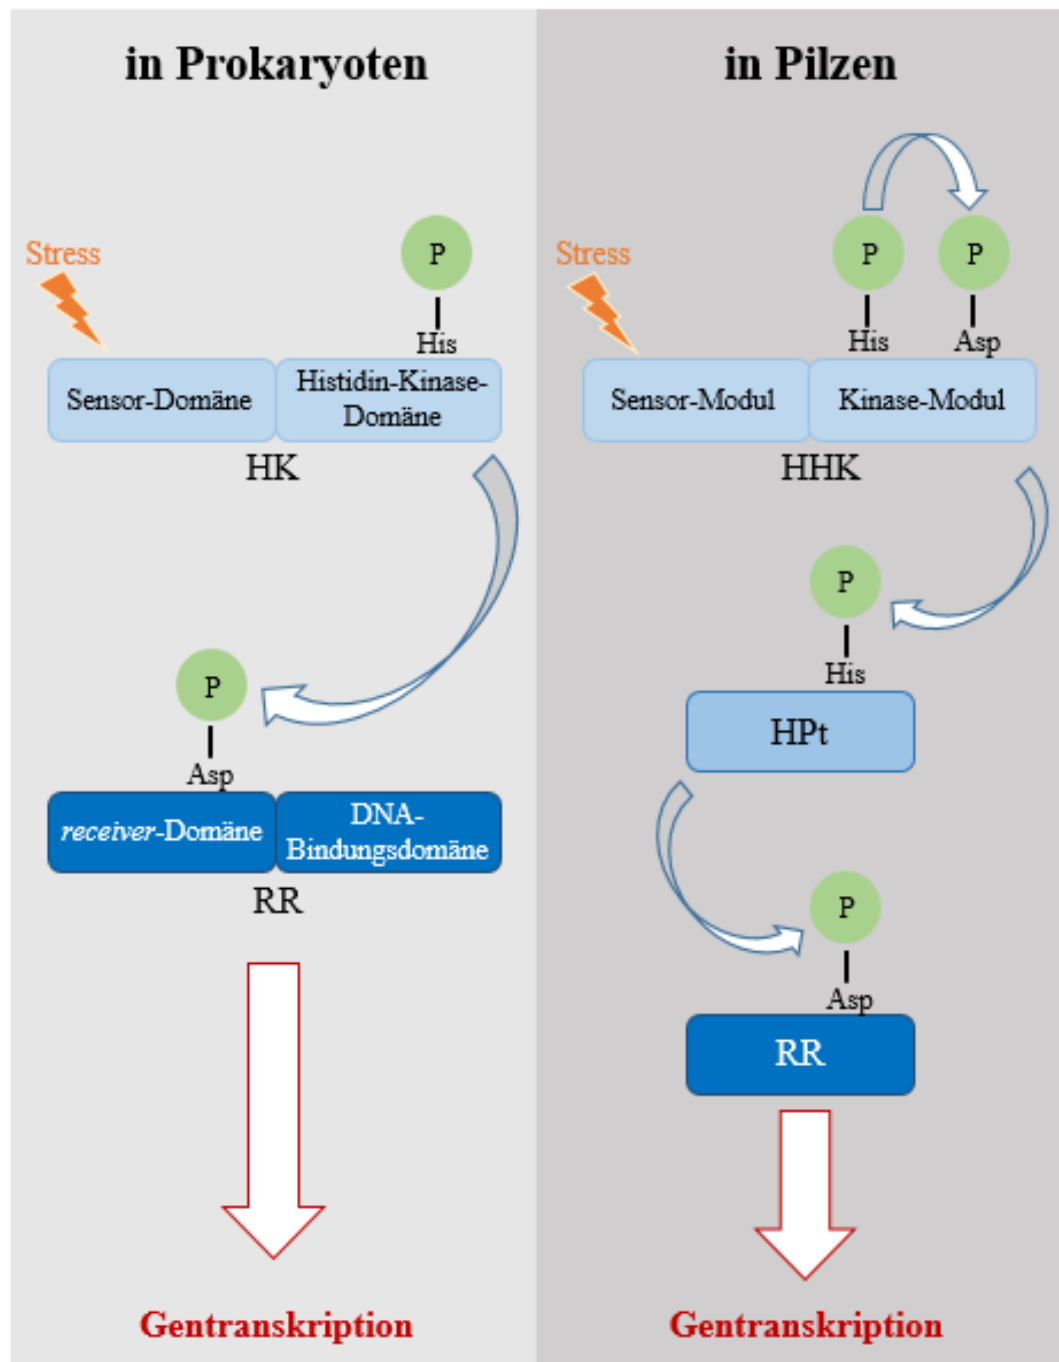 in Prokaryoten
Stress
P
His
Sensor-Domäne
Histidin-Kinase-
Domäne
HK
P
Asp
receiver-Domäne
DNA-
Bindungsdomäne
RR
Gentranskription
in Pilzen
Stress
P
P
His
Asp
Sensor-Modul
Kinase-Modul
HHK
P
His
HPt
P
Asp
RR
Gentranskription